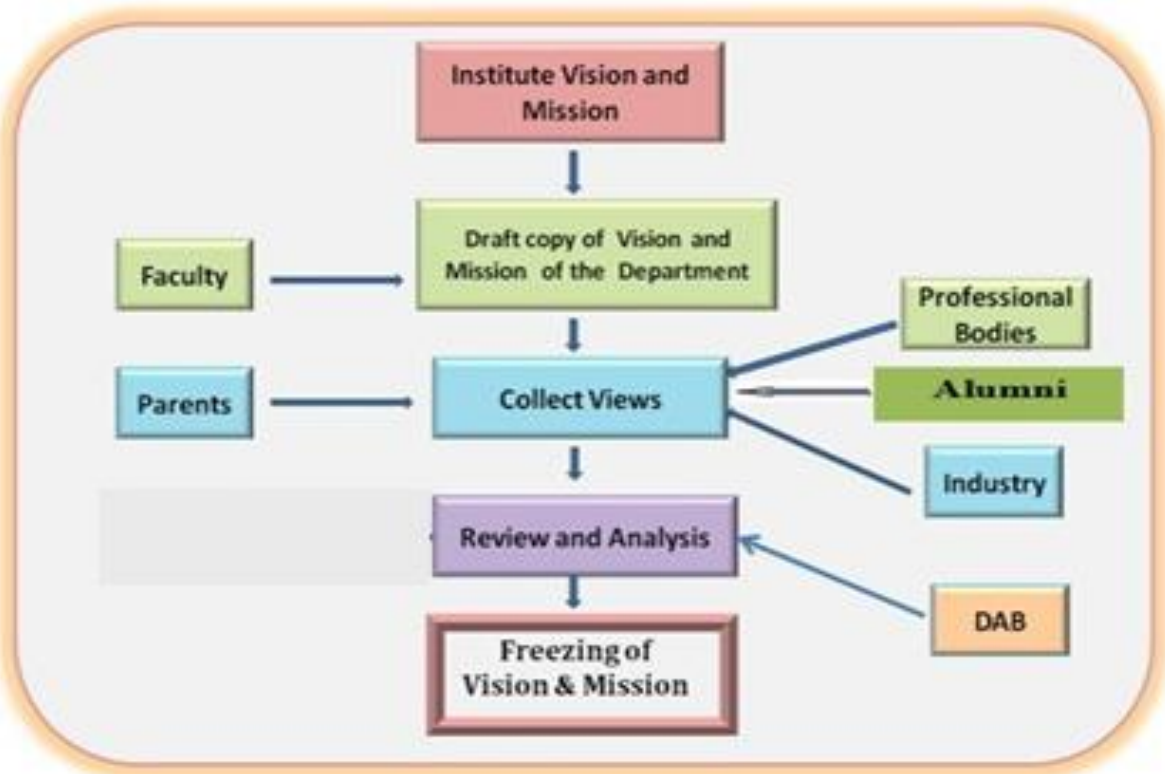 Institute Vision and
Mission
Draft copy of Vision and
Mission of the Department
Faculty
Professional
Bodies
Parents
Collect Views
Alumni
Industry
Review and Analysis
DAB
Freezing of
Vision & Mission